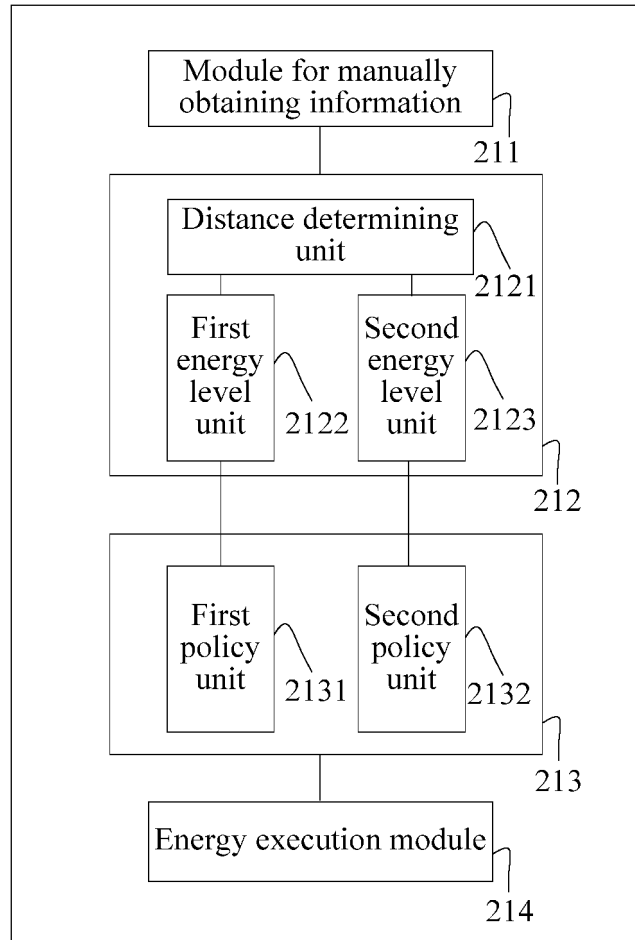 Module for manually
obtaining information
211
Distance determining
unit
2121
First
energy
level
unit
2122
Second
energy
level
unit
2123
212
First
policy
unit
2131
Second
policy
unit
2132
213
Energy execution module
214